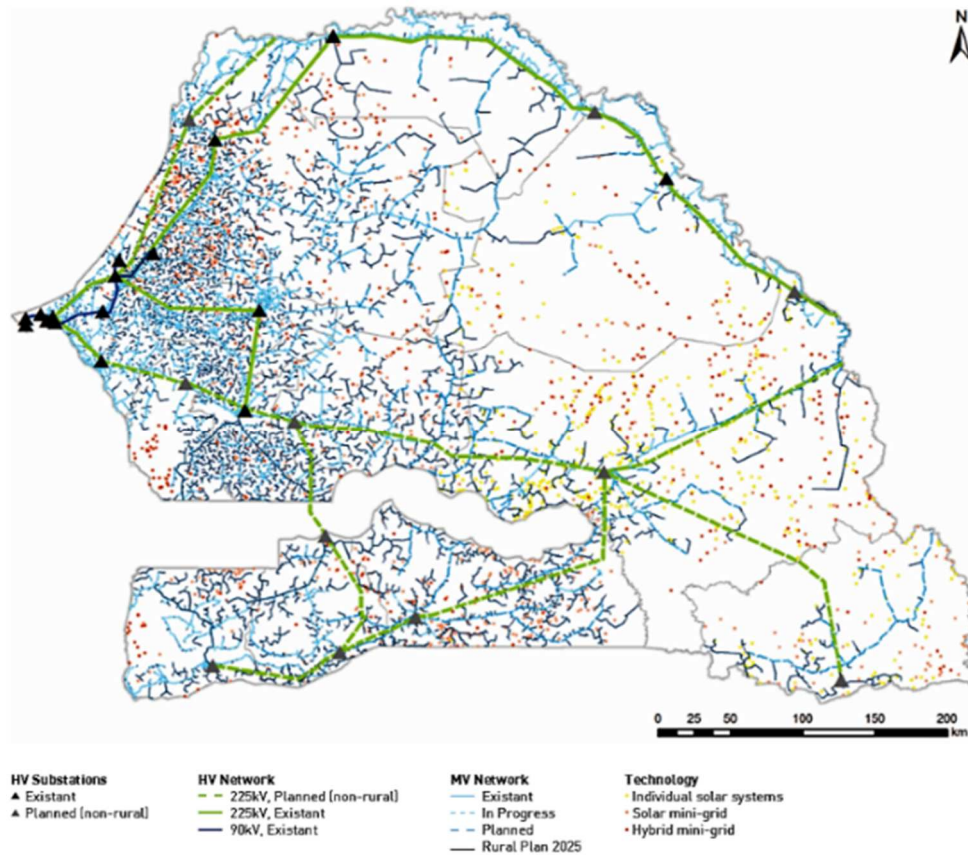 N
0 25 50 100 150 200
km
HV Substations
Existant
Planned (non-rural)
HV Network
225kV, Planned (non-rural)
225kV, Existant
90kV, Existant
MV Network
Existant
In Progress
Planned
Rural Plan 2025
Technology
Individual solar systems
Solar mini-grid
Hybrid mini-grid